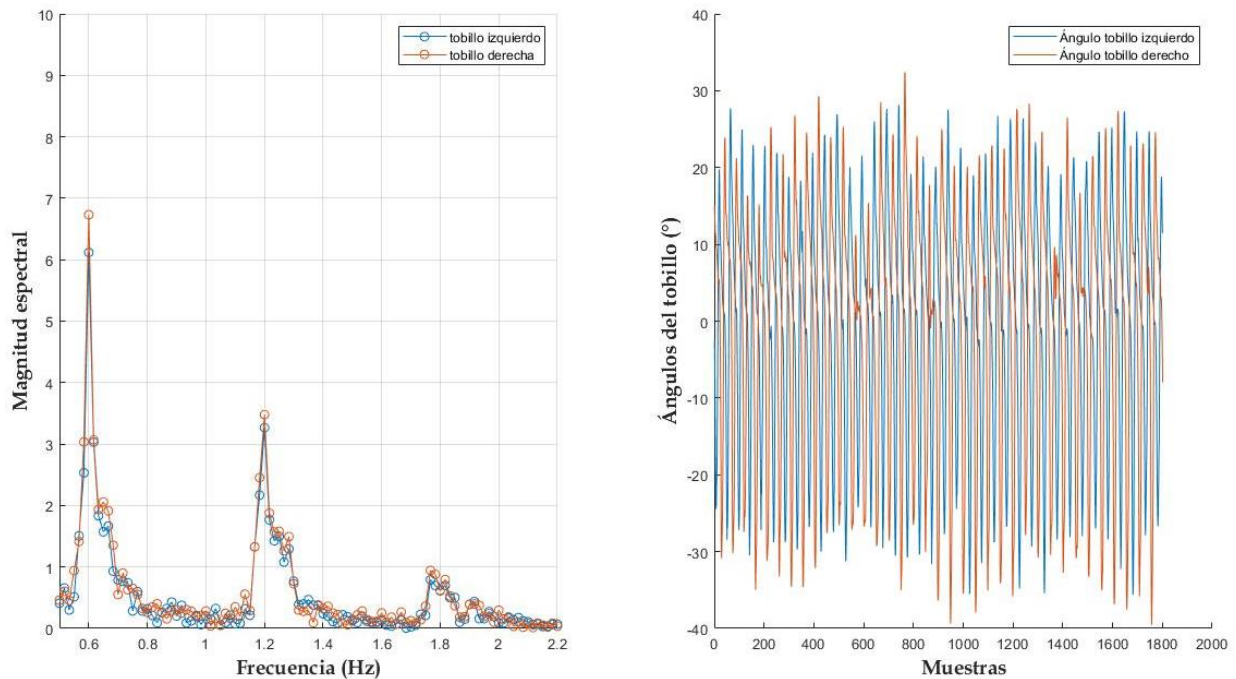 10
9
8
7
6
5
4
3
2
1
0
Magnitud espectral
tobillo izquierdo
tobillo derecha
0.6 0.8 1 1.2 1.4 1.6 1.8 2 2.2
Frecuencia (Hz)
40
30
20
10
0
-10
-20
-30
-40
Ángulos del tobillo (°)
Ángulo tobillo izquierdo
Ángulo tobillo derecho
0 200 400 600 800 1000 1200 1400 1600 1800 2000
Muestras